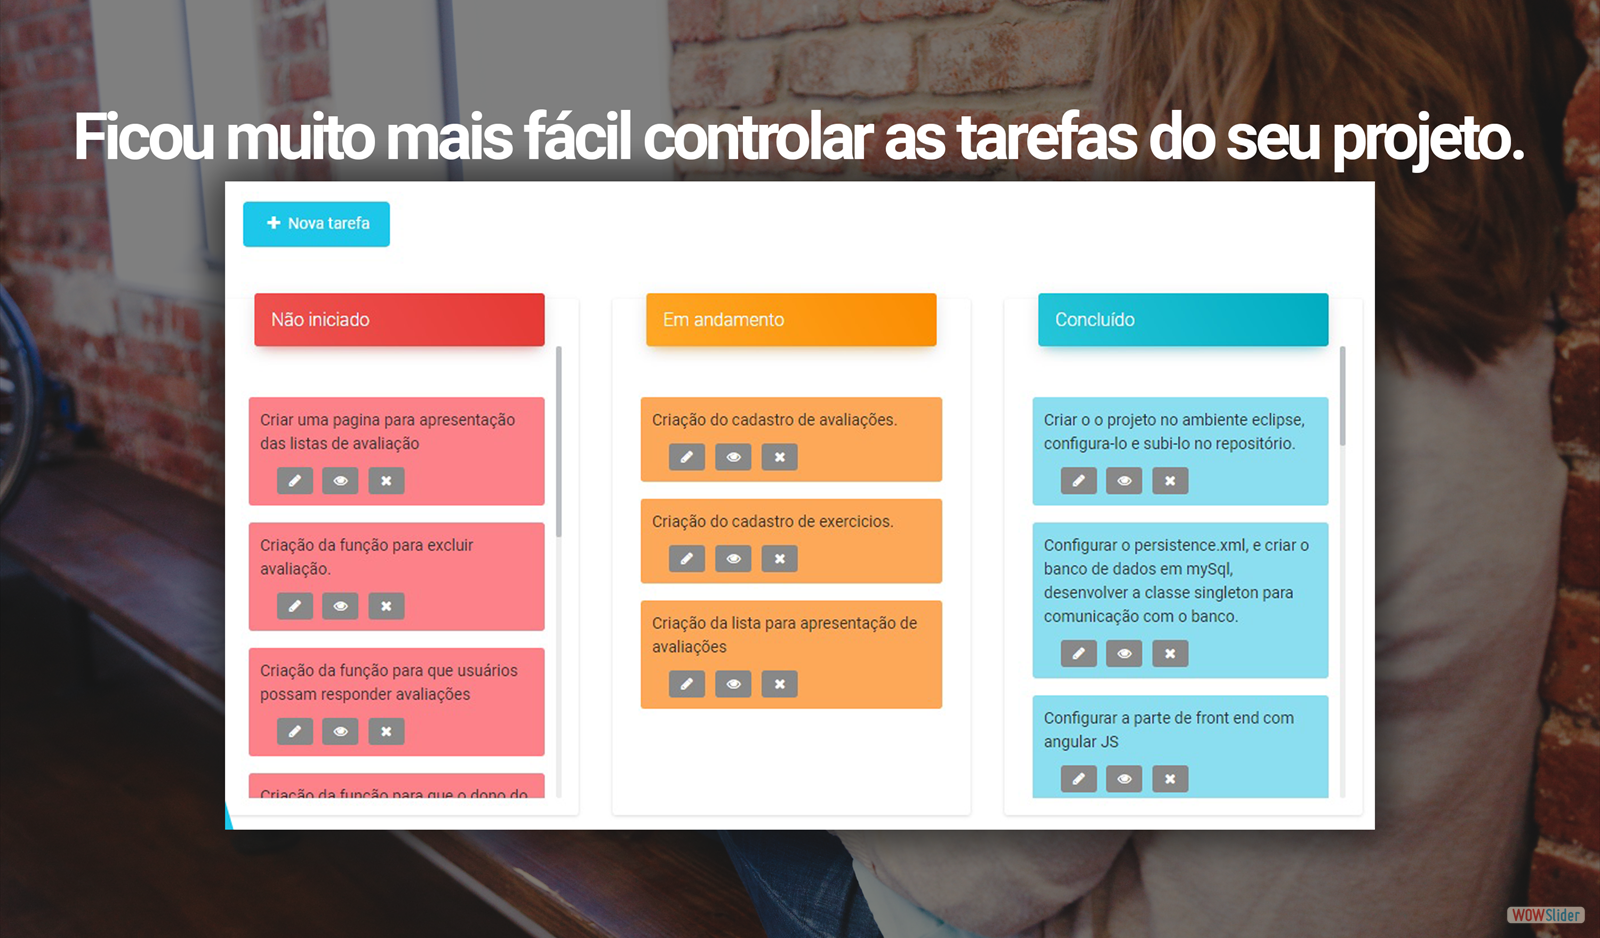 Ficou muito mais fácil controlar as tarefas do seu projeto.
Nova tarefa
Não iniciado
Criar uma pagina para apresentação
das listas de avaliação
Criação da função para excluir
avaliação.
Criação da função para que usuários
possam responder avaliações
Criação da função para que o dono do
Em andamento
Criação do cadastro de avaliações.
Criação do cadastro de exercicios.
Criação da lista para apresentação de
avaliações
Concluído
Criar o o projeto no ambiente eclipse,
configura-lo e subi-lo no repositório.
Configurar o persistence.xml, e criar o
banco de dados em mySql,
desenvolver a classe singleton para
comunicação com o banco.
Configurar a parte de front end com
angular JS
WOWSlider